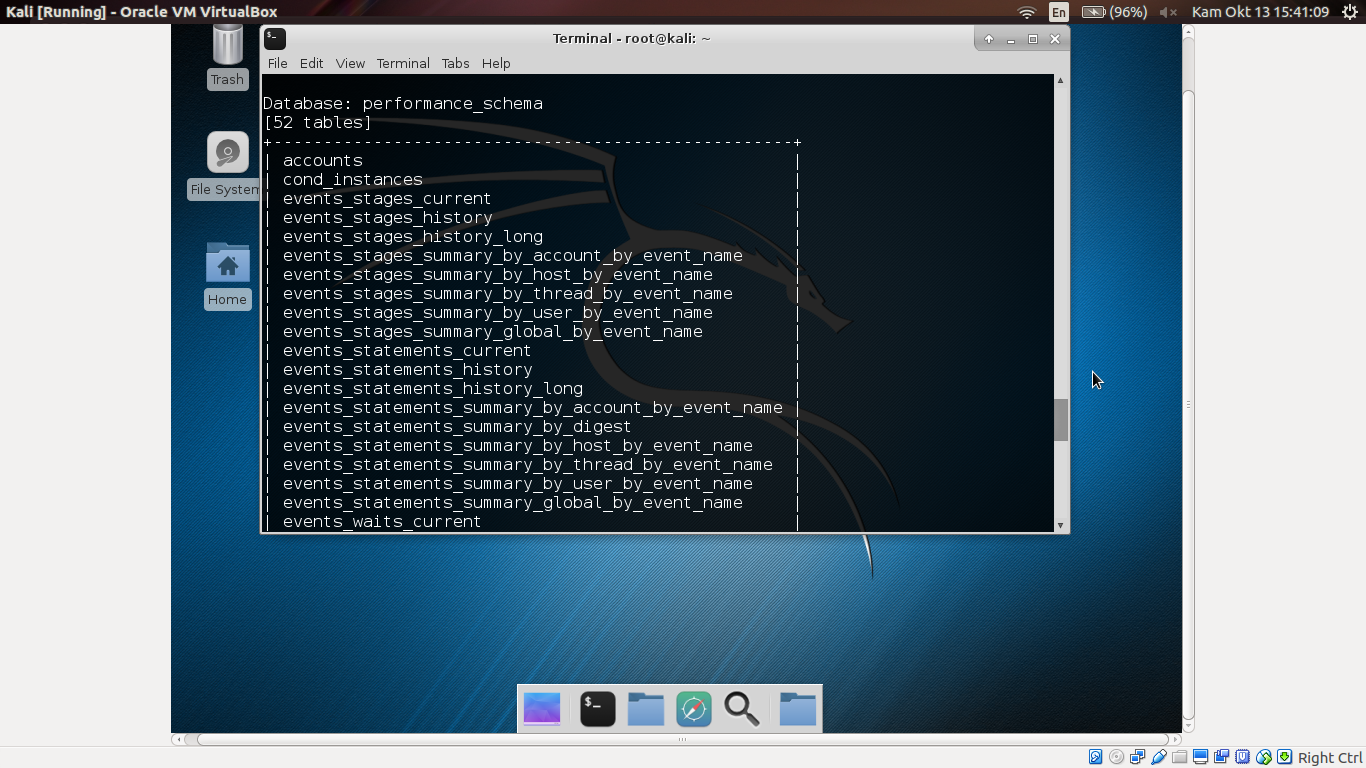 Kali [Running] - Oracle VM VirtualBox
En
(96%)
Kam Okt 13 15:41:09
Trash
File System
Home
Terminal - root@kali: ~
File Edit View Terminal Tabs Help
Database: performance_schema
[52 tables]
+----------------------------------------------------+
| accounts |
| cond_instances |
| events_stages_current |
| events_stages_history |
| events_stages_history_long |
| events_stages_summary_by_account_by_event_name |
| events_stages_summary_by_host_by_event_name |
| events_stages_summary_by_thread_by_event_name |
| events_stages_summary_by_user_by_event_name |
| events_stages_summary_global_by_event_name |
| events_statements_current |
| events_statements_history |
| events_statements_history_long |
| events_statements_summary_by_account_by_event_name |
| events_statements_summary_by_digest |
| events_statements_summary_by_host_by_event_name |
| events_statements_summary_by_thread_by_event_name |
| events_statements_summary_by_user_by_event_name |
| events_statements_summary_global_by_event_name |
| events_waits_current |
Right Ctrl